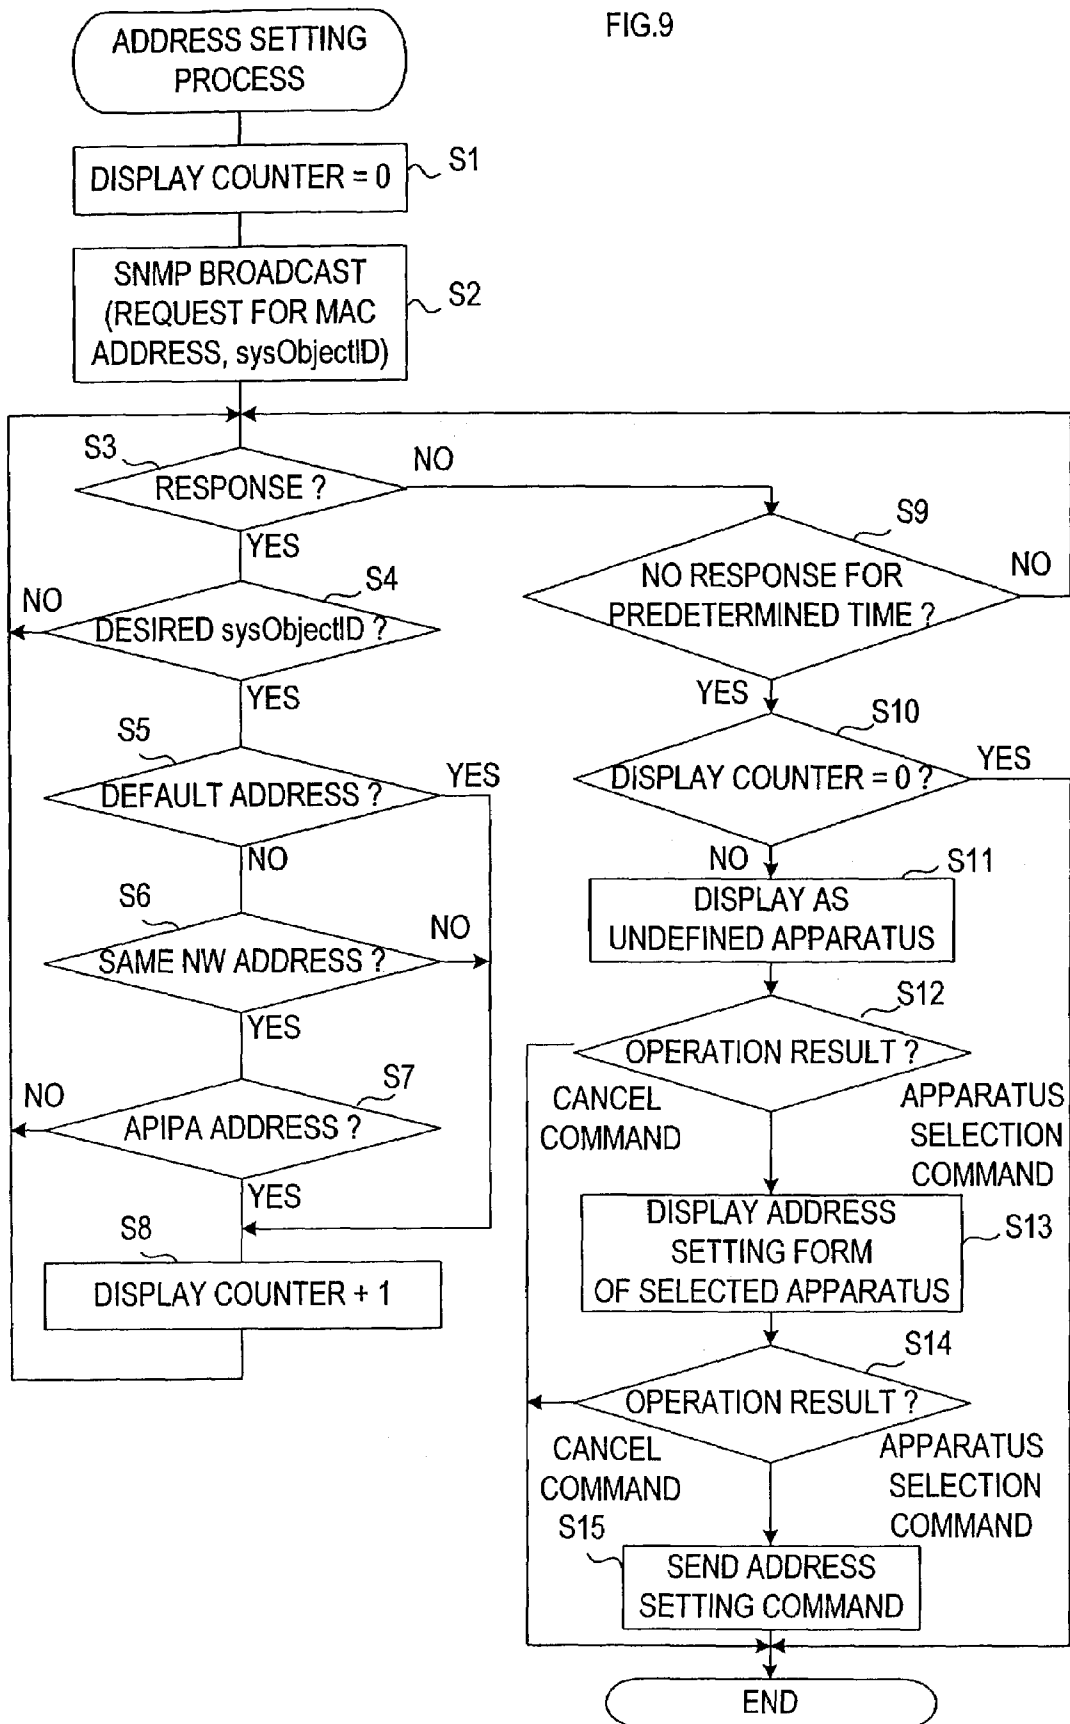 FIG.9
ADDRESS SETTING
PROCESS
DISPLAY COUNTER = 0
S1
SNMP BROADCAST
(REQUEST FOR MAC
ADDRESS, sysObjectID)
S2
S3
RESPONSE ?
NO
YES
S4
NO
DESIRED sysObjectID ?
YES
S5
DEFAULT ADDRESS ?
YES
NO
S6
SAME NW ADDRESS ?
NO
YES
S7
NO
APIPA ADDRESS ?
YES
S8
DISPLAY COUNTER + 1
S9
NO RESPONSE FOR
PREDETERMINED TIME ?
NO
YES
S10
DISPLAY COUNTER = 0 ?
YES
NO
S11
DISPLAY AS
UNDEFINED APPARATUS
S12
OPERATION RESULT ?
CANCEL
COMMAND
APPARATUS
SELECTION
COMMAND
DISPLAY ADDRESS
SETTING FORM
OF SELECTED APPARATUS
S13
S14
OPERATION RESULT ?
CANCEL
COMMAND
APPARATUS
SELECTION
COMMAND
S15
SEND ADDRESS
SETTING COMMAND
END